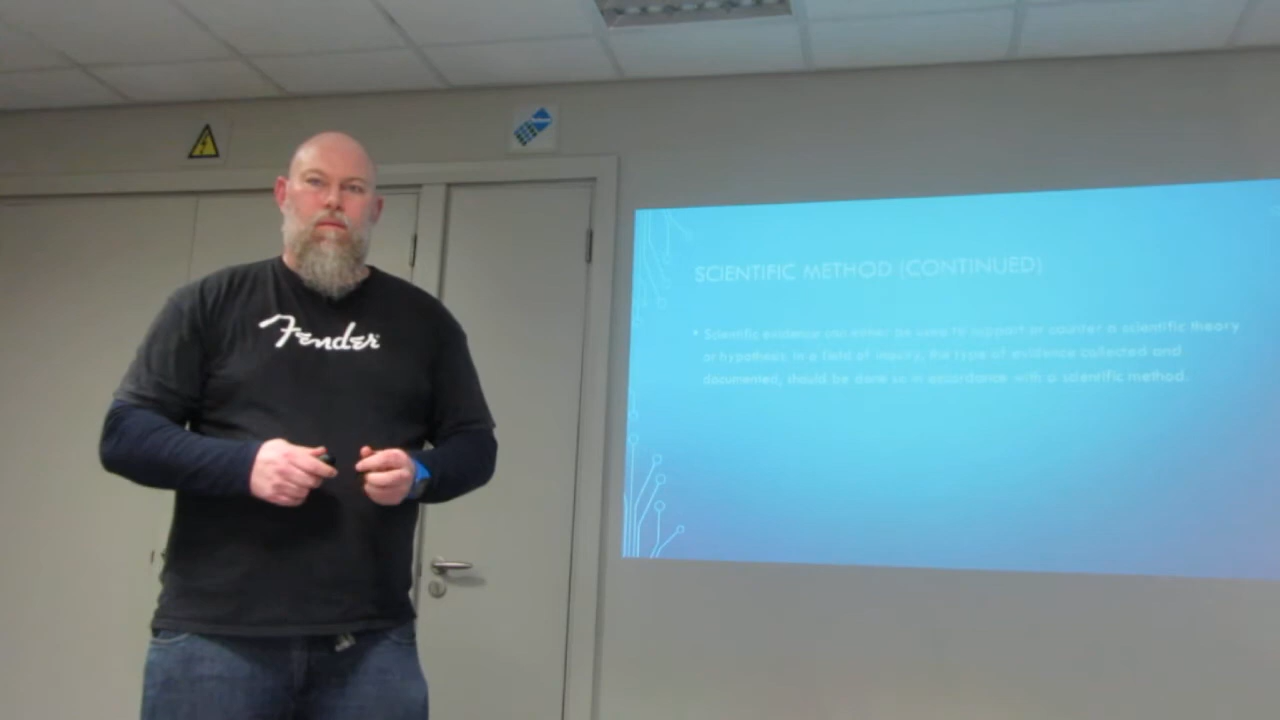 Fender
SCIENTIFIC METHOD (CONTINUED)
• Scientific evidence can either be used to support or counter a scientific theory
or hypothesis. In a field of inquiry, the type of evidence collected and
documented, should be done so in accordance with a scientific method.